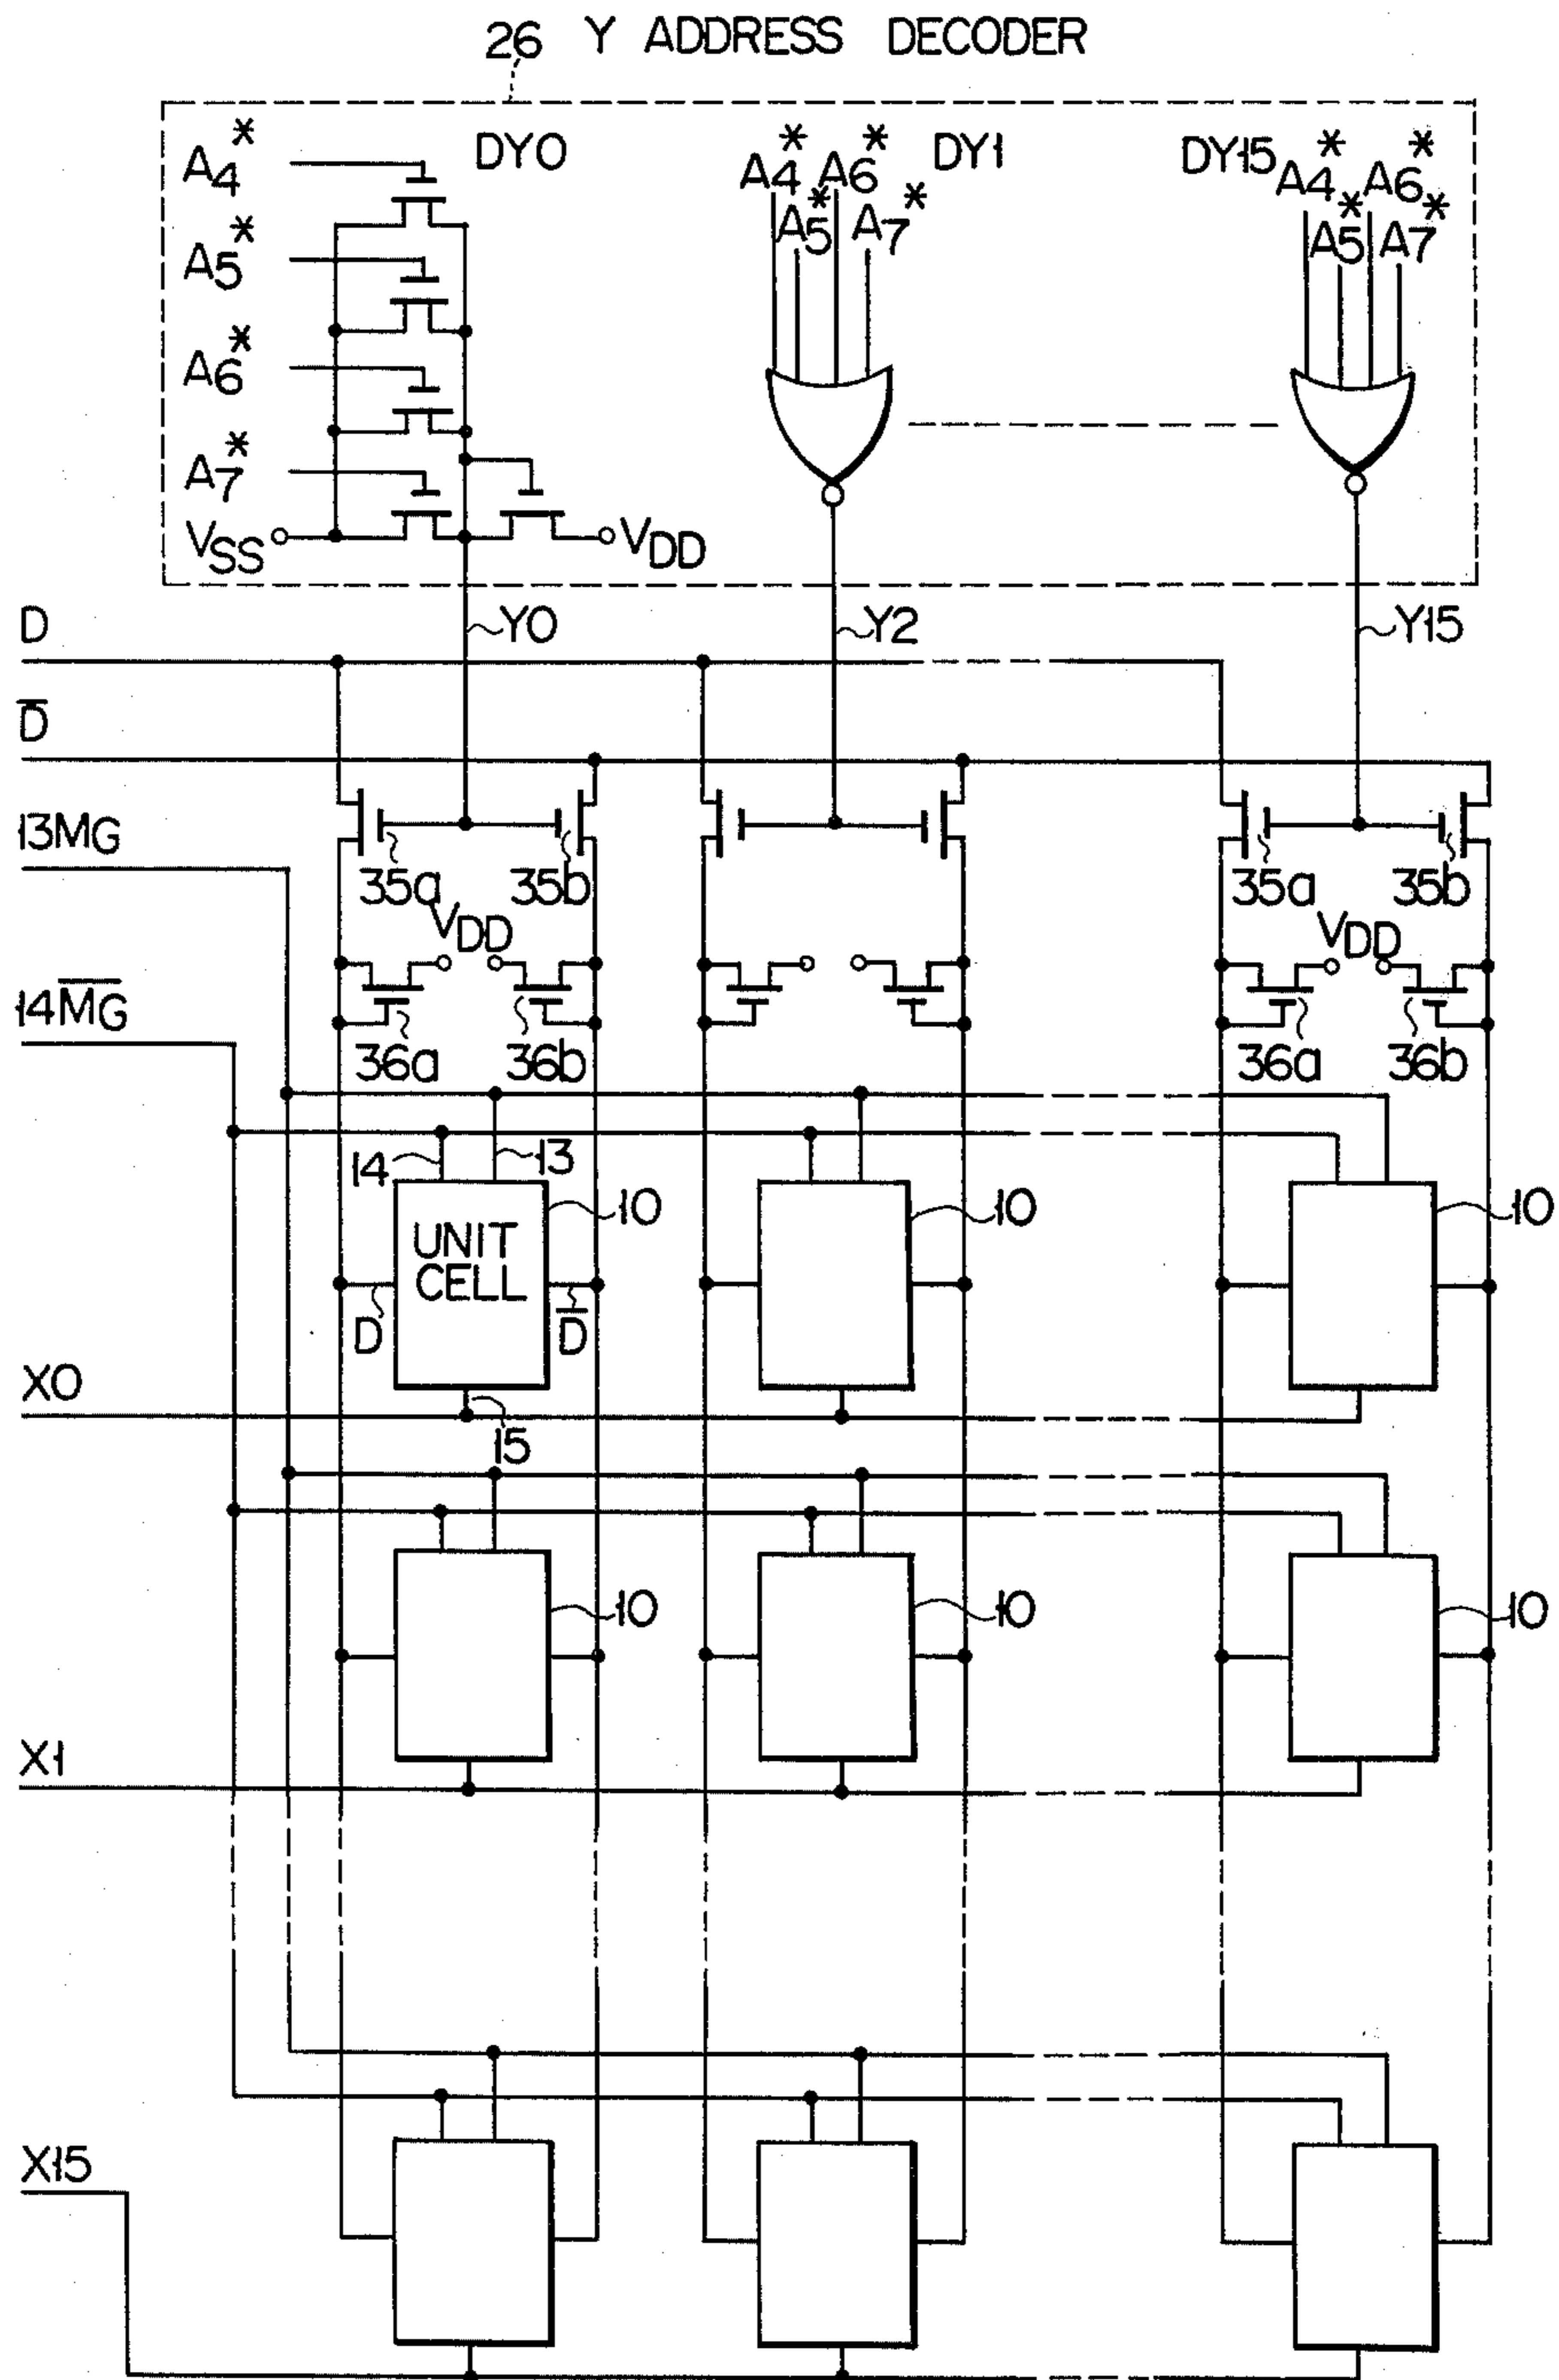 26 Y ADDRESS DECODER
A4* DY0 A4* A6* DY1 DY15 A4* A6*
A5* A5* A7* A5* A7*
A6*
A7*
VSS VDD
D Y0 Y2 Y15
D̅
13MG
35a 35b 35a 35b
VDD VDD
14M̅G̅
36a 36b 36a 36b
14 13
10 10 10
UNIT
CELL
D D̅
X0
15
10 10 10
X1
X15